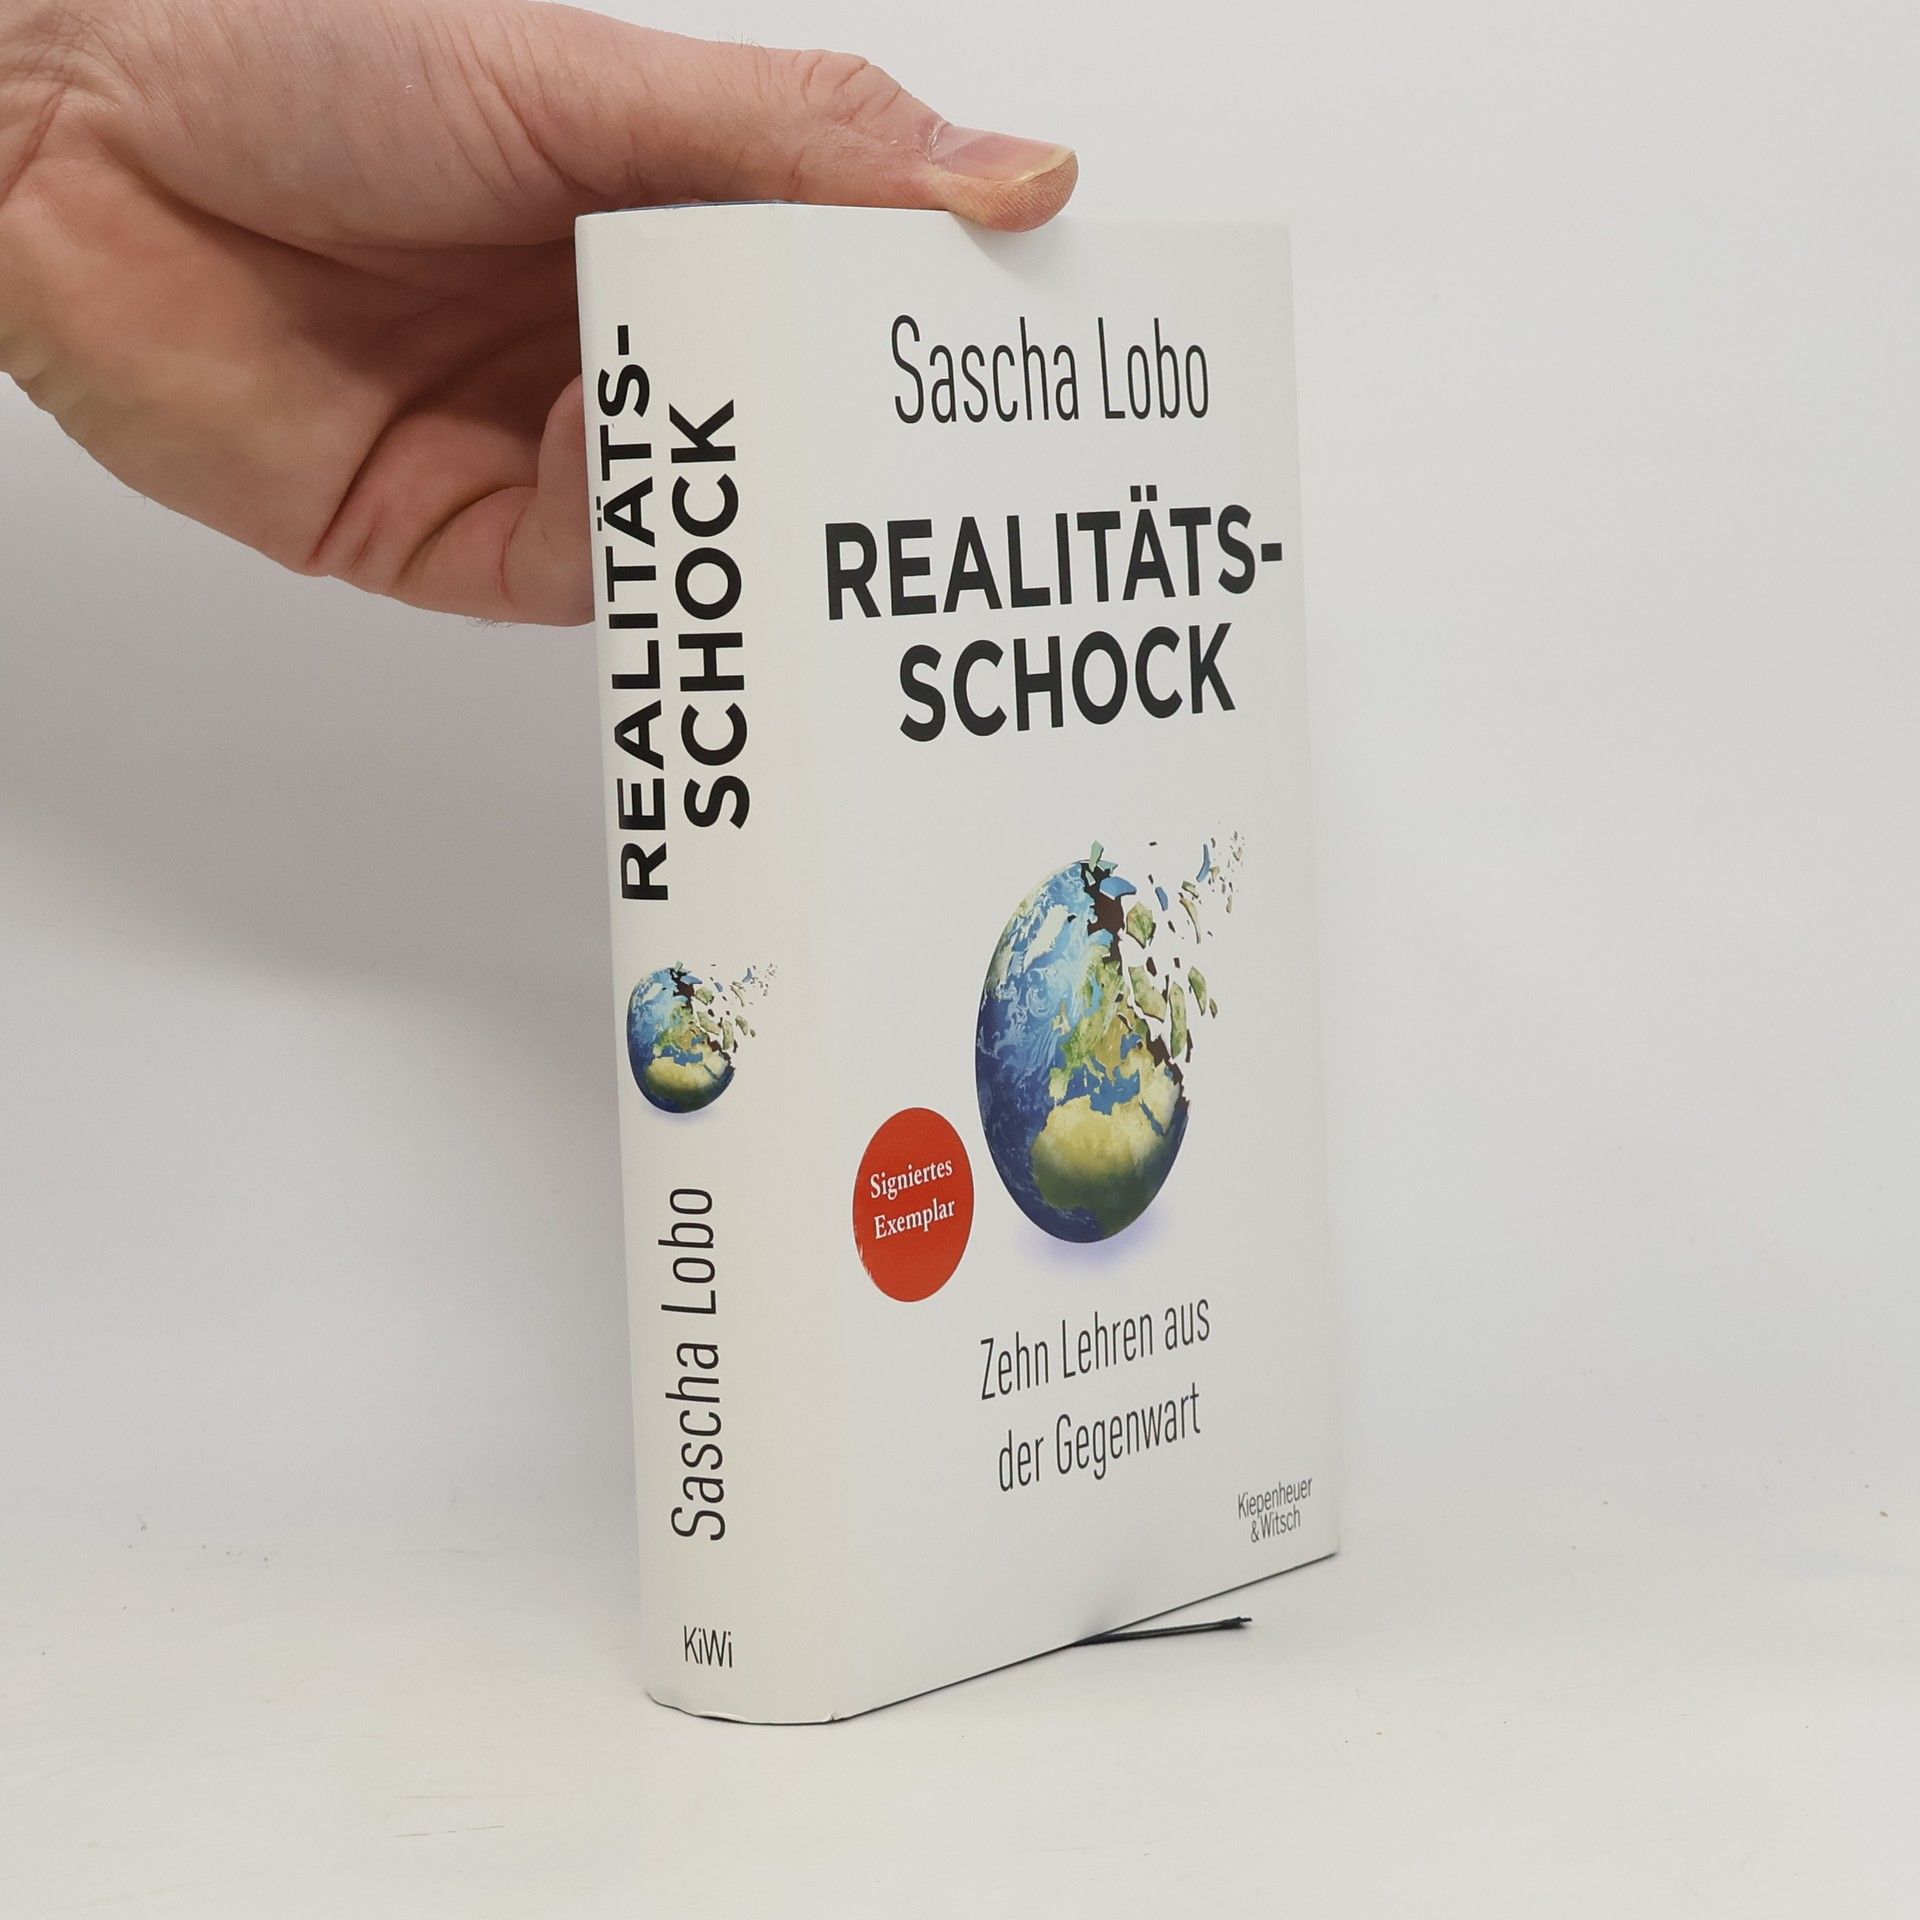 REALITÄTS-
SCHOCK
Sascha Lobo
KiWi
Sascha Lobo
REALITÄTS-
SCHOCK
Signiertes
Exemplar
Zehn Lehren aus
der Gegenwart
Kiepenheuer
&Witsch